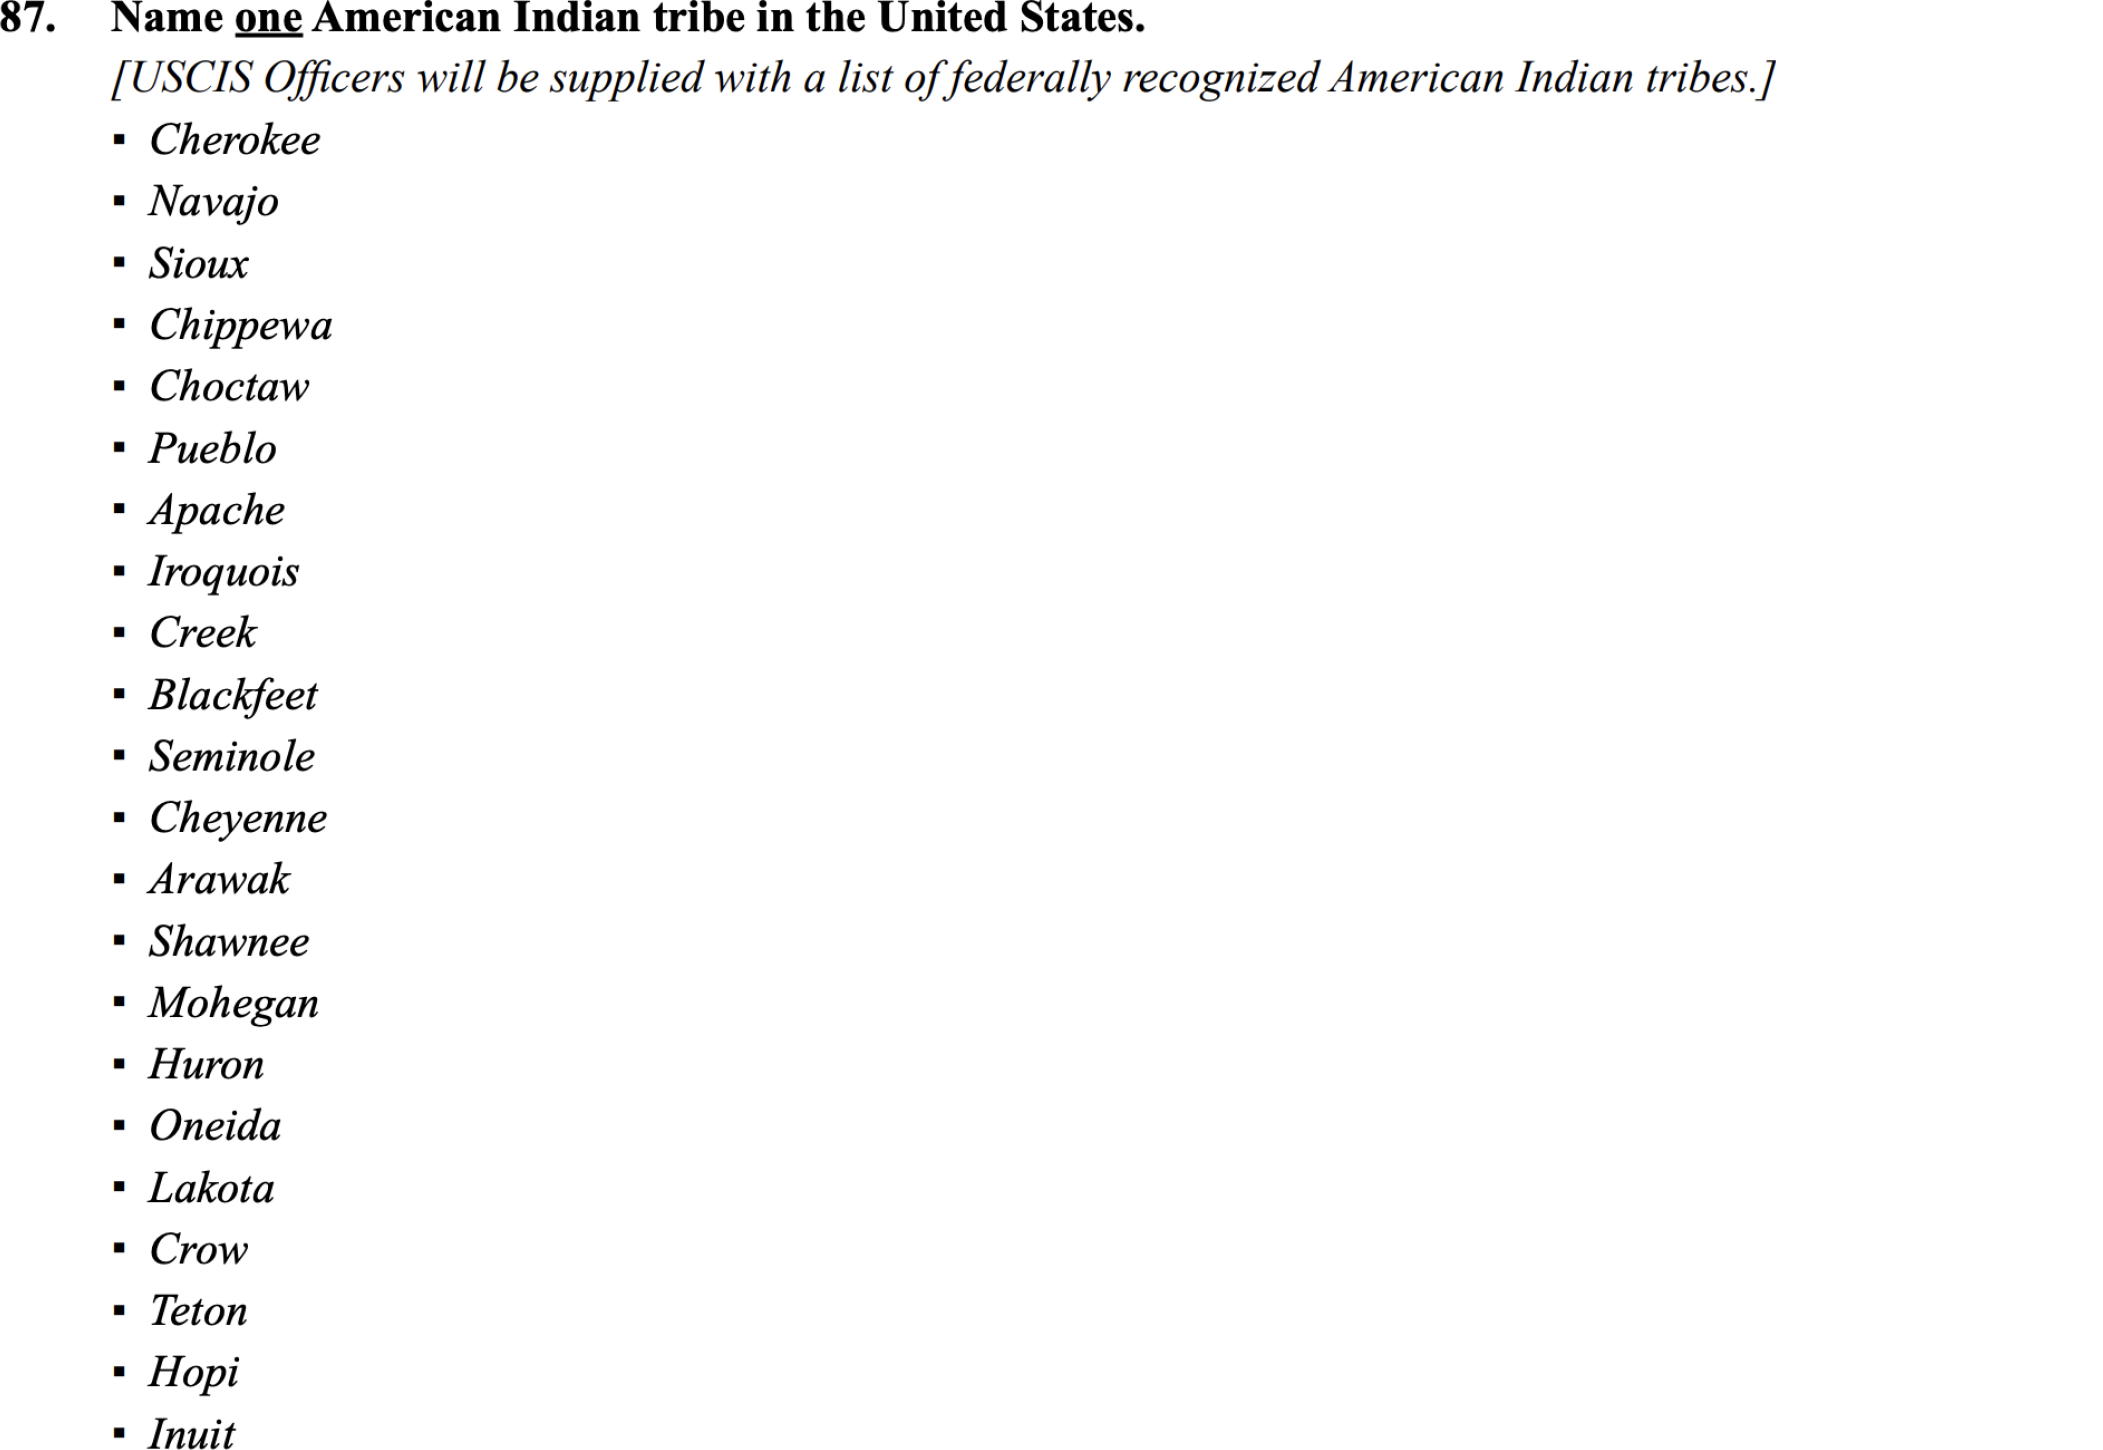 87. Name one American Indian tribe in the United States.
[USCIS Officers will be supplied with a list of federally recognized American Indian tribes.]
▪ Cherokee
▪ Navajo
▪ Sioux
▪ Chippewa
▪ Choctaw
▪ Pueblo
▪ Apache
▪ Iroquois
▪ Creek
▪ Blackfeet
▪ Seminole
▪ Cheyenne
▪ Arawak
▪ Shawnee
▪ Mohegan
▪ Huron
▪ Oneida
▪ Lakota
▪ Crow
▪ Teton
▪ Hopi
▪ Inuit